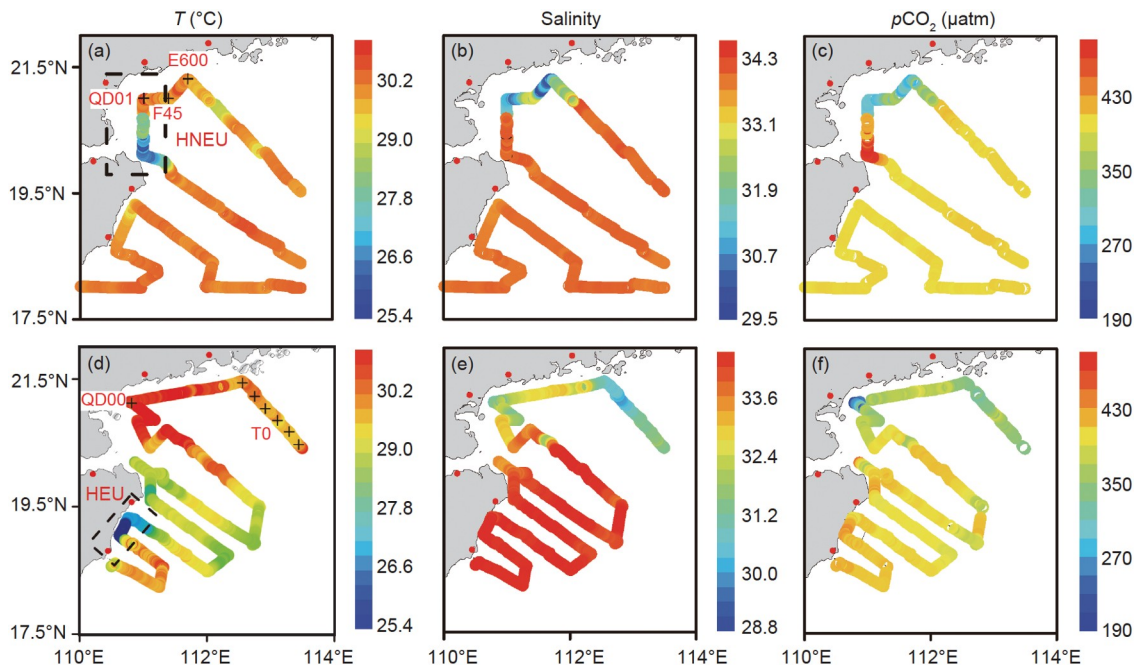 T (°C)
Salinity
pCO₂ (µatm)
(a)
E600
QD01
F45
HNEU
21.5°N
19.5°N
17.5°N
30.2
29.0
27.8
26.6
25.4
(b)
34.3
33.1
31.9
30.7
29.5
(c)
430
350
270
190
(d)
QD00
T0
HEU
21.5°N
19.5°N
17.5°N
110°E
112°E
114°E
30.2
29.0
27.8
26.6
25.4
(e)
110°E
112°E
114°E
33.6
32.4
31.2
30.0
28.8
(f)
110°E
112°E
114°E
430
350
270
190